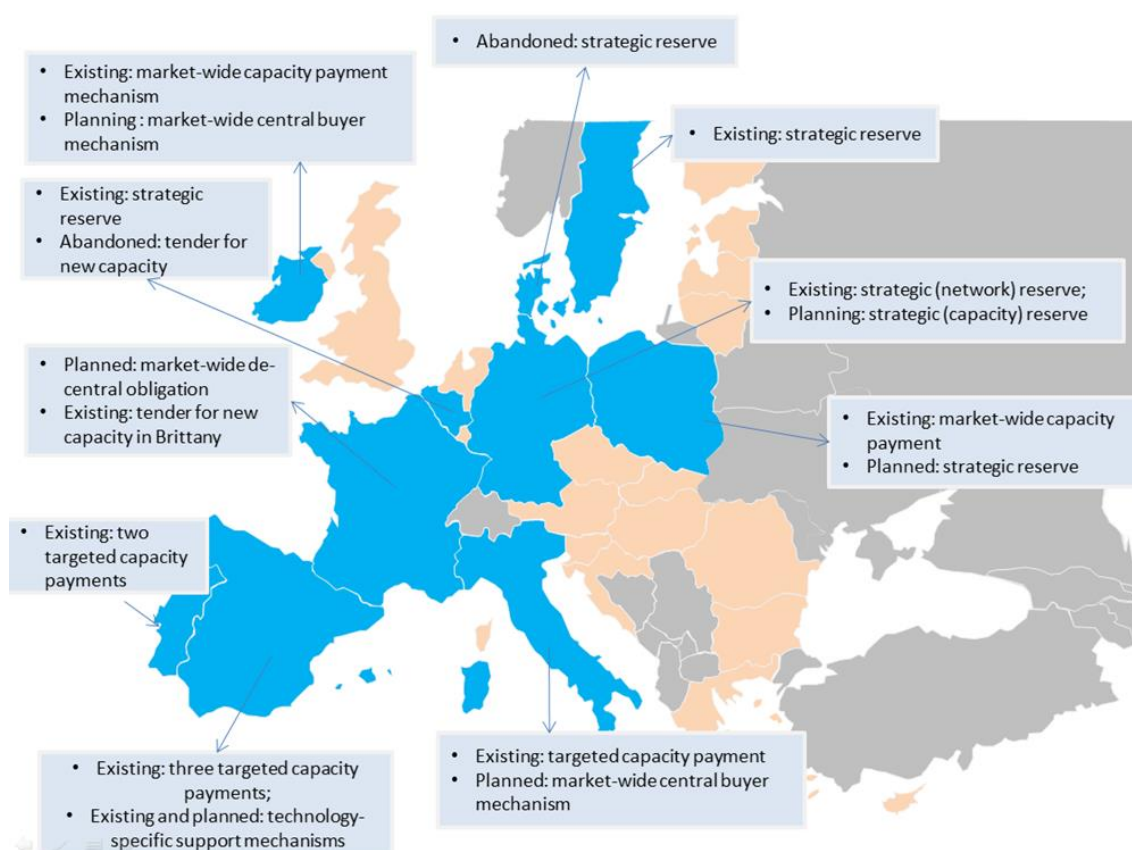 • Abandoned: strategic reserve
• Existing: market-wide capacity payment
mechanism
• Planning : market-wide central buyer
mechanism
• Existing: strategic reserve
• Existing: strategic
reserve
• Abandoned: tender for
new capacity
• Existing: strategic (network) reserve;
• Planning: strategic (capacity) reserve
• Planned: market-wide de-
central obligation
• Existing: tender for new
capacity in Brittany
• Existing: market-wide capacity
payment
• Planned: strategic reserve
• Existing: two
targeted capacity
payments
• Existing: three targeted capacity
payments;
• Existing and planned: technology-
specific support mechanisms
• Existing: targeted capacity payment
• Planned: market-wide central buyer
mechanism